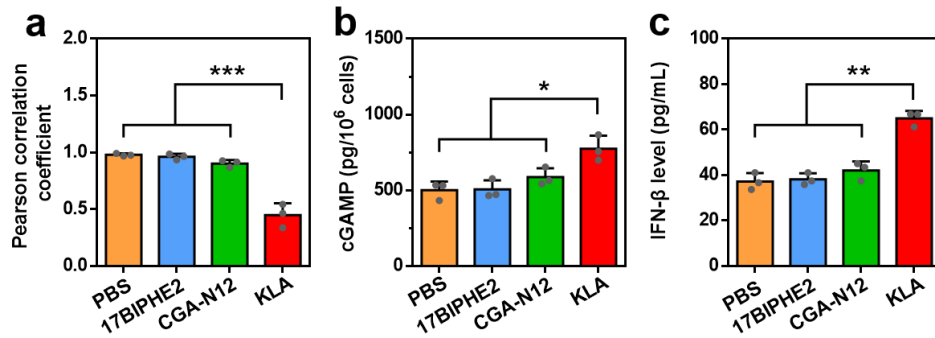 a
Pearson correlation
coefficient
2.0
1.5
1.0
0.5
0.0
***
PBS
17BIPHE2
CGA-N12
KLA
b
cGAMP (pg/10⁶ cells)
1500
1000
500
0
*
PBS
17BIPHE2
CGA-N12
KLA
c
IFN-β level (pg/mL)
100
80
60
40
20
0
**
PBS
17BIPHE2
CGA-N12
KLA